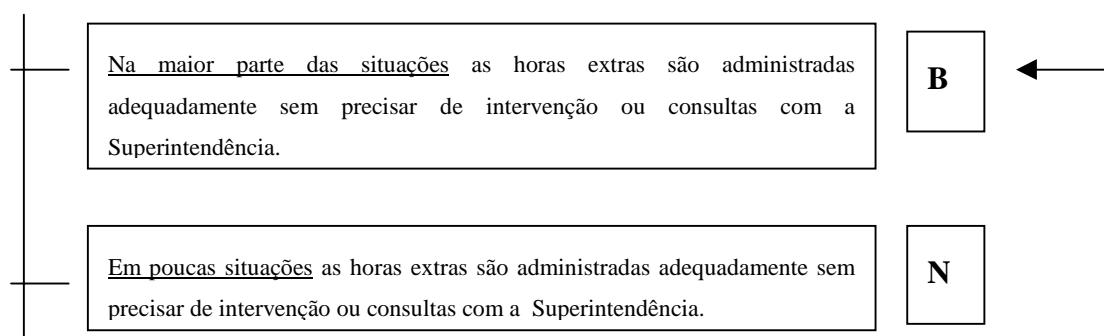 Na maior parte das situações as horas extras são administradas
adequadamente sem precisar de intervenção ou consultas com a
Superintendência.
B
Em poucas situações as horas extras são administradas adequadamente sem
precisar de intervenção ou consultas com a Superintendência.
N